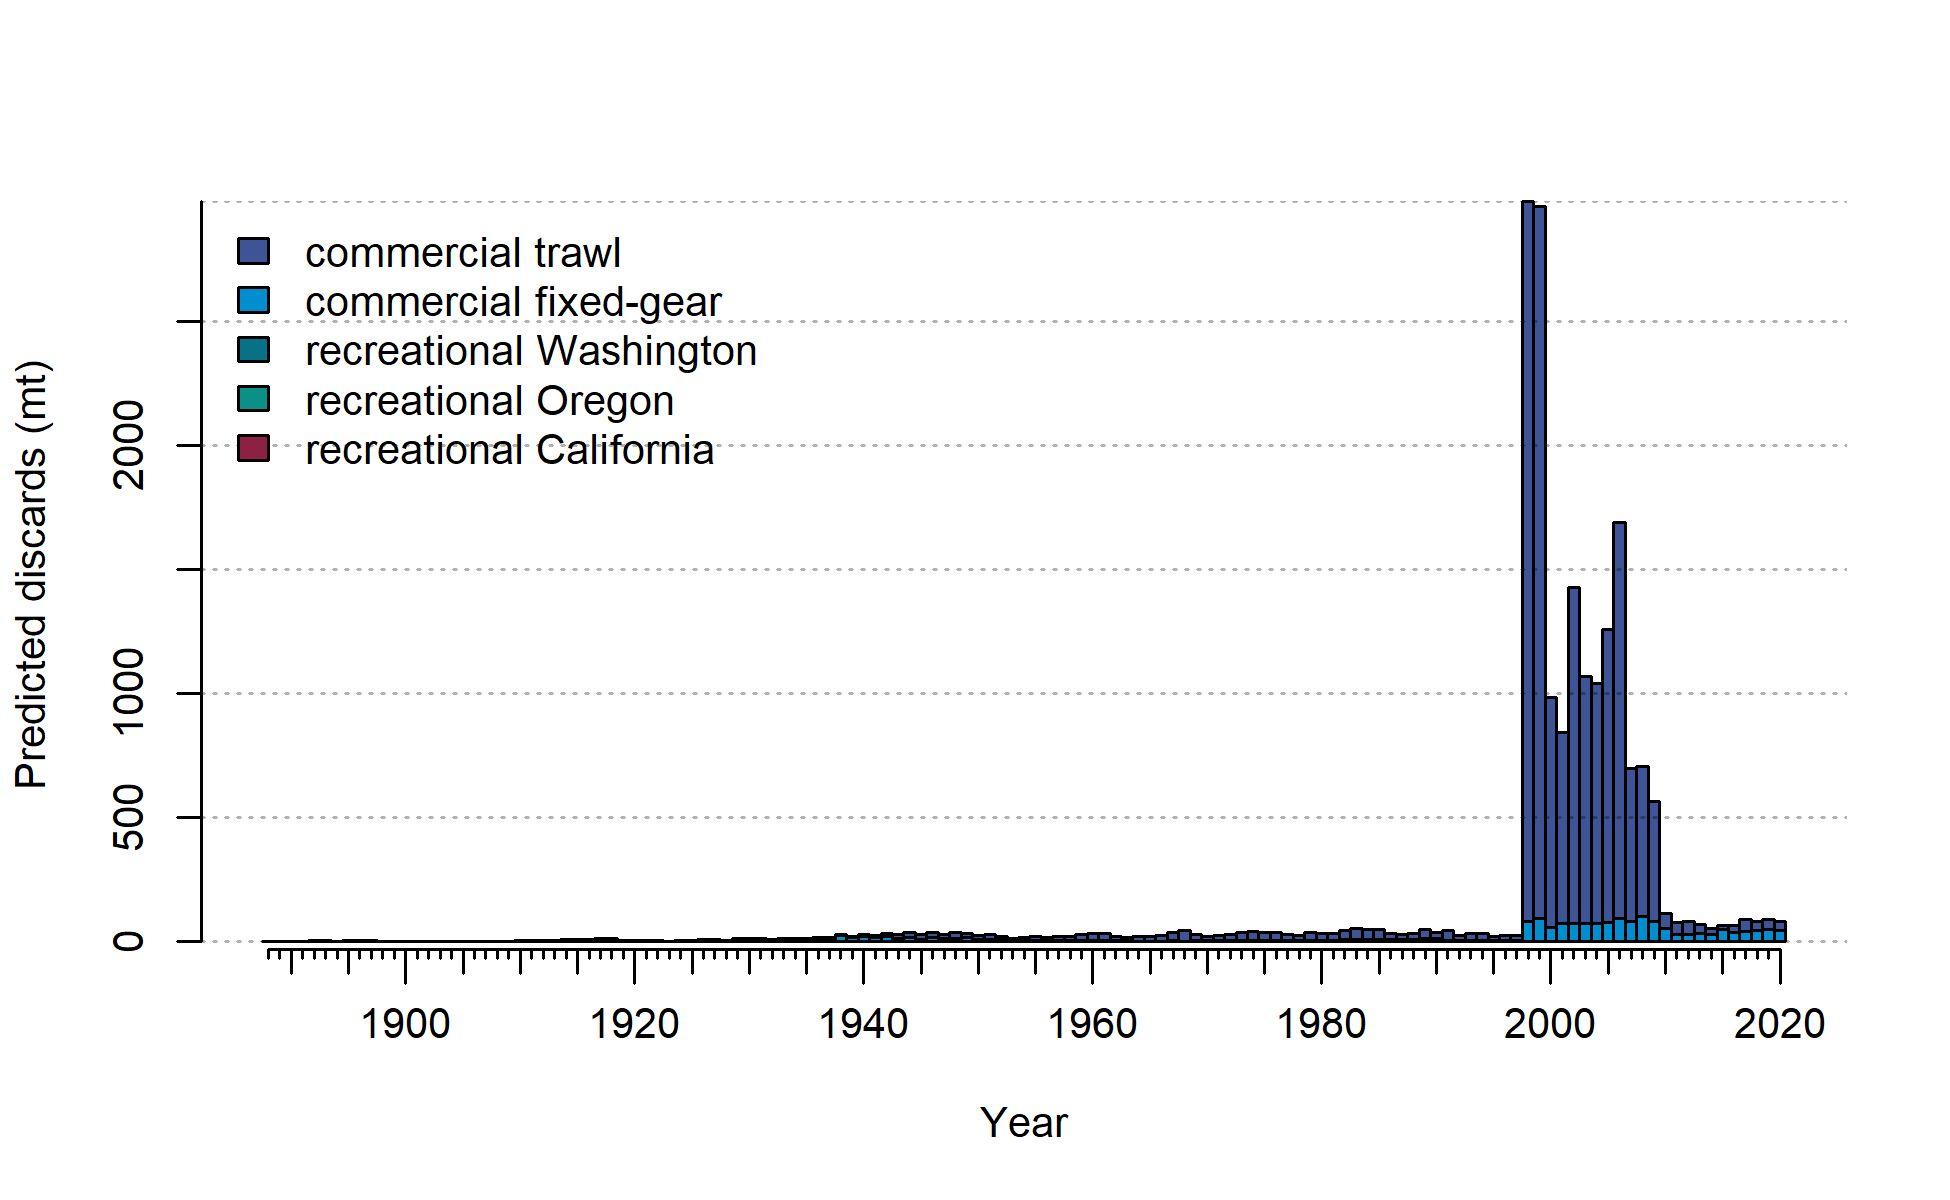 commercial trawl
commercial fixed-gear
recreational Washington
recreational Oregon
recreational California
Predicted discards (mt)
2000
1000
500
0
1900 1920 1940 1960 1980 2000 2020
Year